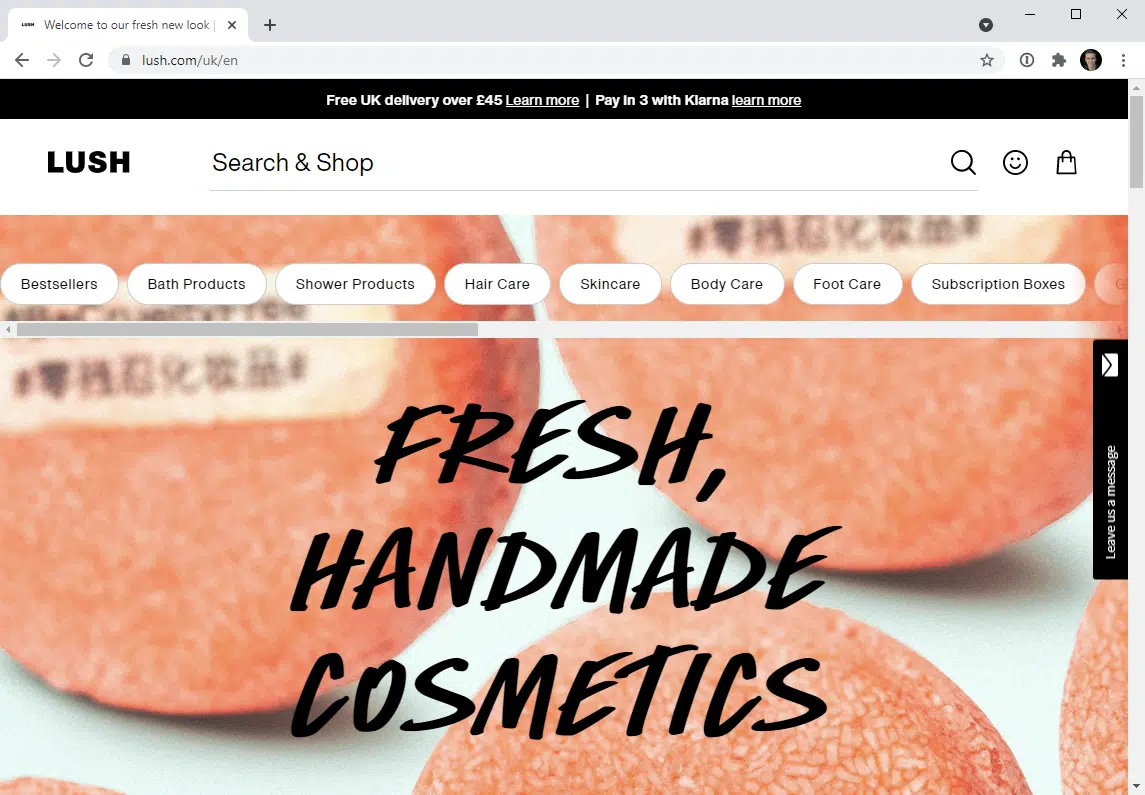 LUSH Welcome to our fresh new look |
lush.com/uk/en
Free UK delivery over £45 Learn more | Pay in 3 with Klarna learn more
LUSH Search & Shop
#零残忍化妆品#
Bestsellers Bath Products Shower Products Hair Care Skincare Body Care Foot Care Subscription Boxes G
#BeCrueltyFree
#零残忍化妆品#
FRESH,
HANDMADE
COSMETICS
Leave us a message